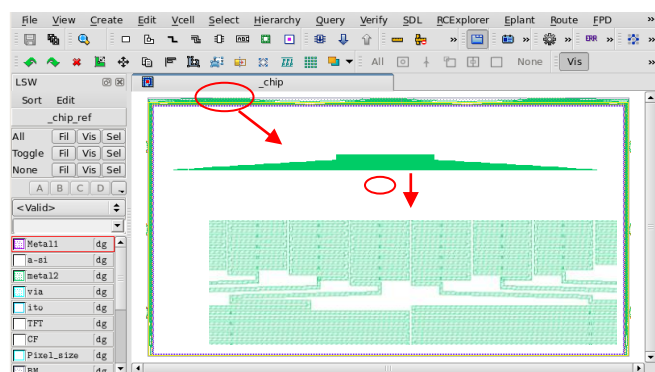 File View Create Edit Vcell Select Hierarchy Query Verify SDL RCExplorer Eplant Route FPD »
» » » ERR » »
All None Vis »
LSW _chip
Sort Edit
_chip_ref
All Fil Vis Sel
Toggle Fil Vis Sel
None Fil Vis Sel
A B C D
<Valid>
Metal1 dg
a-si dg
metal2 dg
via dg
ito dg
TFT dg
CF dg
Pixel_size dg
BM dg